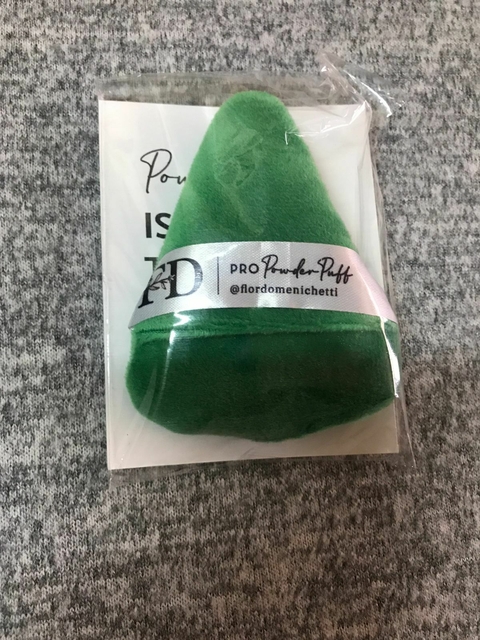 IS
FD
PRO Powder Puff
@flordomenichetti